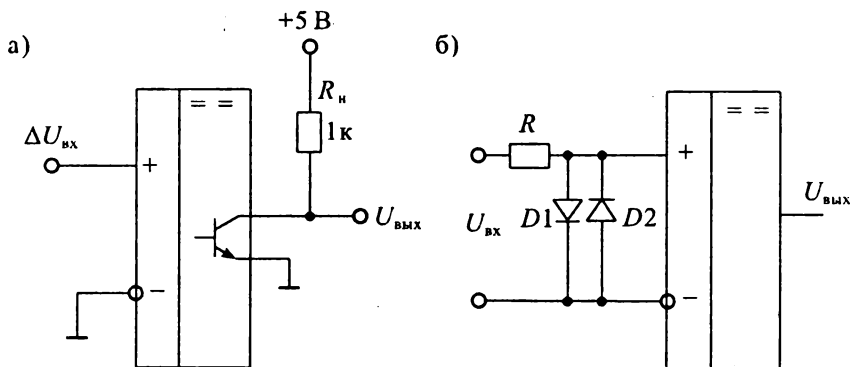 а)
+5 В
Rн
1к
= =
ΔUвх
+
−
Uвых
б)
R
= =
+
Uвх
D1
D2
−
Uвых